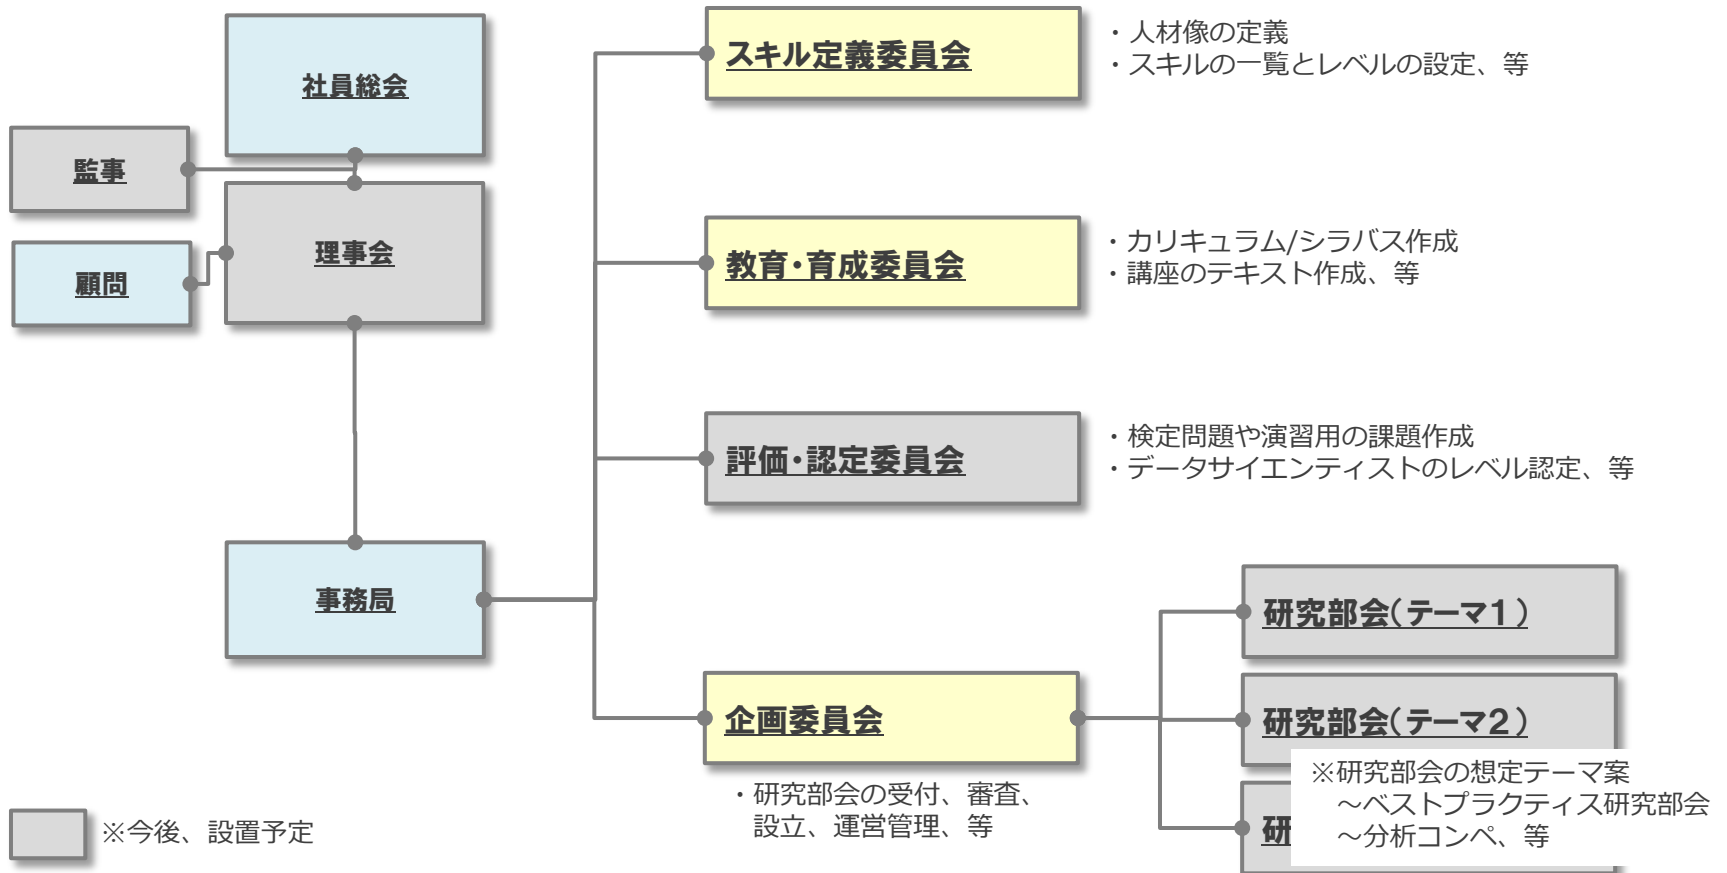 社員総会
監事
理事会
顧問
事務局
スキル定義委員会
・人材像の定義
・スキルの一覧とレベルの設定、等
教育・育成委員会
・カリキュラム/シラバス作成
・講座のテキスト作成、等
評価・認定委員会
・検定問題や演習用の課題作成
・データサイエンティストのレベル認定、等
企画委員会
・研究部会の受付、審査、
設立、運営管理、等
研究部会(テーマ1)
研究部会(テーマ2)
研
※研究部会の想定テーマ案
～ベストプラクティス研究部会
～分析コンペ、等
※今後、設置予定